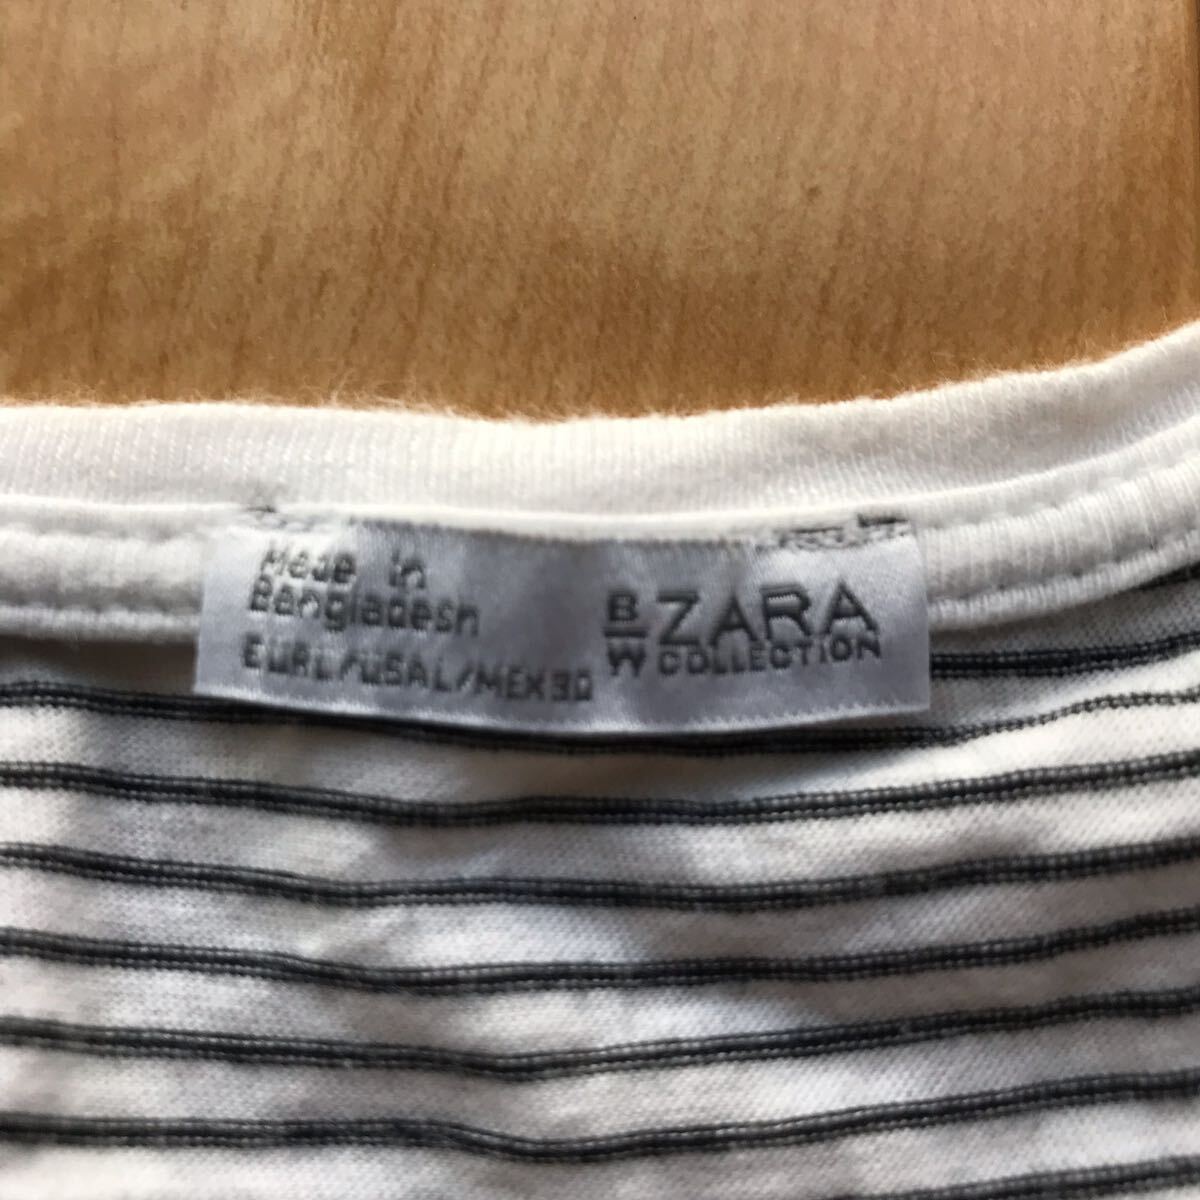 Made in
Bangladesh
EUR L/USA L/MEX 30
B/W ZARA
COLLECTION